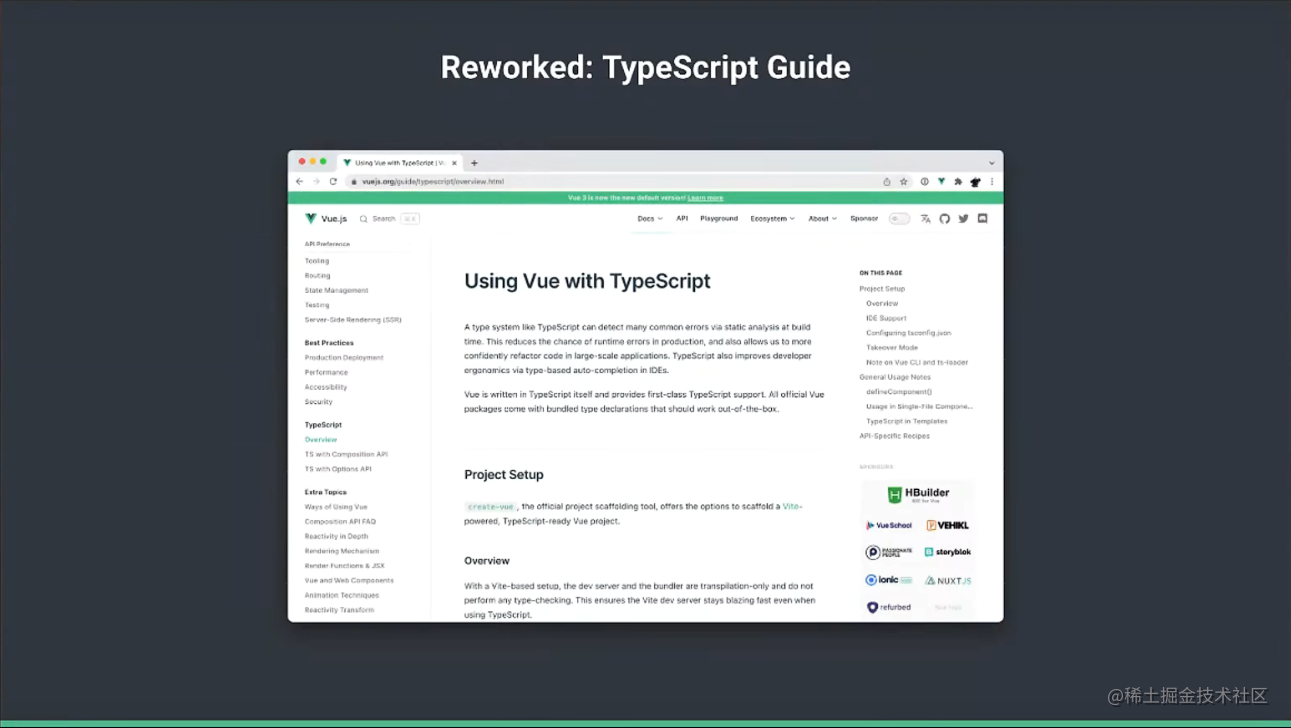 Reworked: TypeScript Guide
Using Vue with TypeScript | Vu
vuejs.org/guide/typescript/overview.html
Vue 3 is now the new default version! Learn more
Vue.js
Search
Docs
API
Playground
Ecosystem
About
Sponsor
API Preference
Tooling
Routing
State Management
Testing
Server-Side Rendering (SSR)
Best Practices
Production Deployment
Performance
Accessibility
Security
TypeScript
Overview
TS with Composition API
TS with Options API
Extra Topics
Ways of Using Vue
Composition API FAQ
Reactivity in Depth
Rendering Mechanism
Render Functions & JSX
Vue and Web Components
Animation Techniques
Reactivity Transform
Using Vue with TypeScript
A type system like TypeScript can detect many common errors via static analysis at build
time. This reduces the chance of runtime errors in production, and also allows us to more
confidently refactor code in large-scale applications. TypeScript also improves developer
ergonomics via type-based auto-completion in IDEs.
Vue is written in TypeScript itself and provides first-class TypeScript support. All official Vue
packages come with bundled type declarations that should work out-of-the-box.
Project Setup
create-vue, the official project scaffolding tool, offers the options to scaffold a Vite-
powered, TypeScript-ready Vue project.
Overview
With a Vite-based setup, the dev server and the bundler are transpilation-only and do not
perform any type-checking. This ensures the Vite dev server stays blazing fast even when
using TypeScript.
ON THIS PAGE
Project Setup
Overview
IDE Support
Configuring tsconfig.json
Takeover Mode
Note on Vue CLI and ts-loader
General Usage Notes
defineComponent()
Usage in Single-File Compone...
TypeScript in Templates
API-Specific Recipes
SPONSORS
HBuilder
IDE for Vue
Vue School
VEHIKL
PASSIONATE
PEOPLE
storyblok
ionic
NUXTJS
refurbed
@稀土掘金技术社区